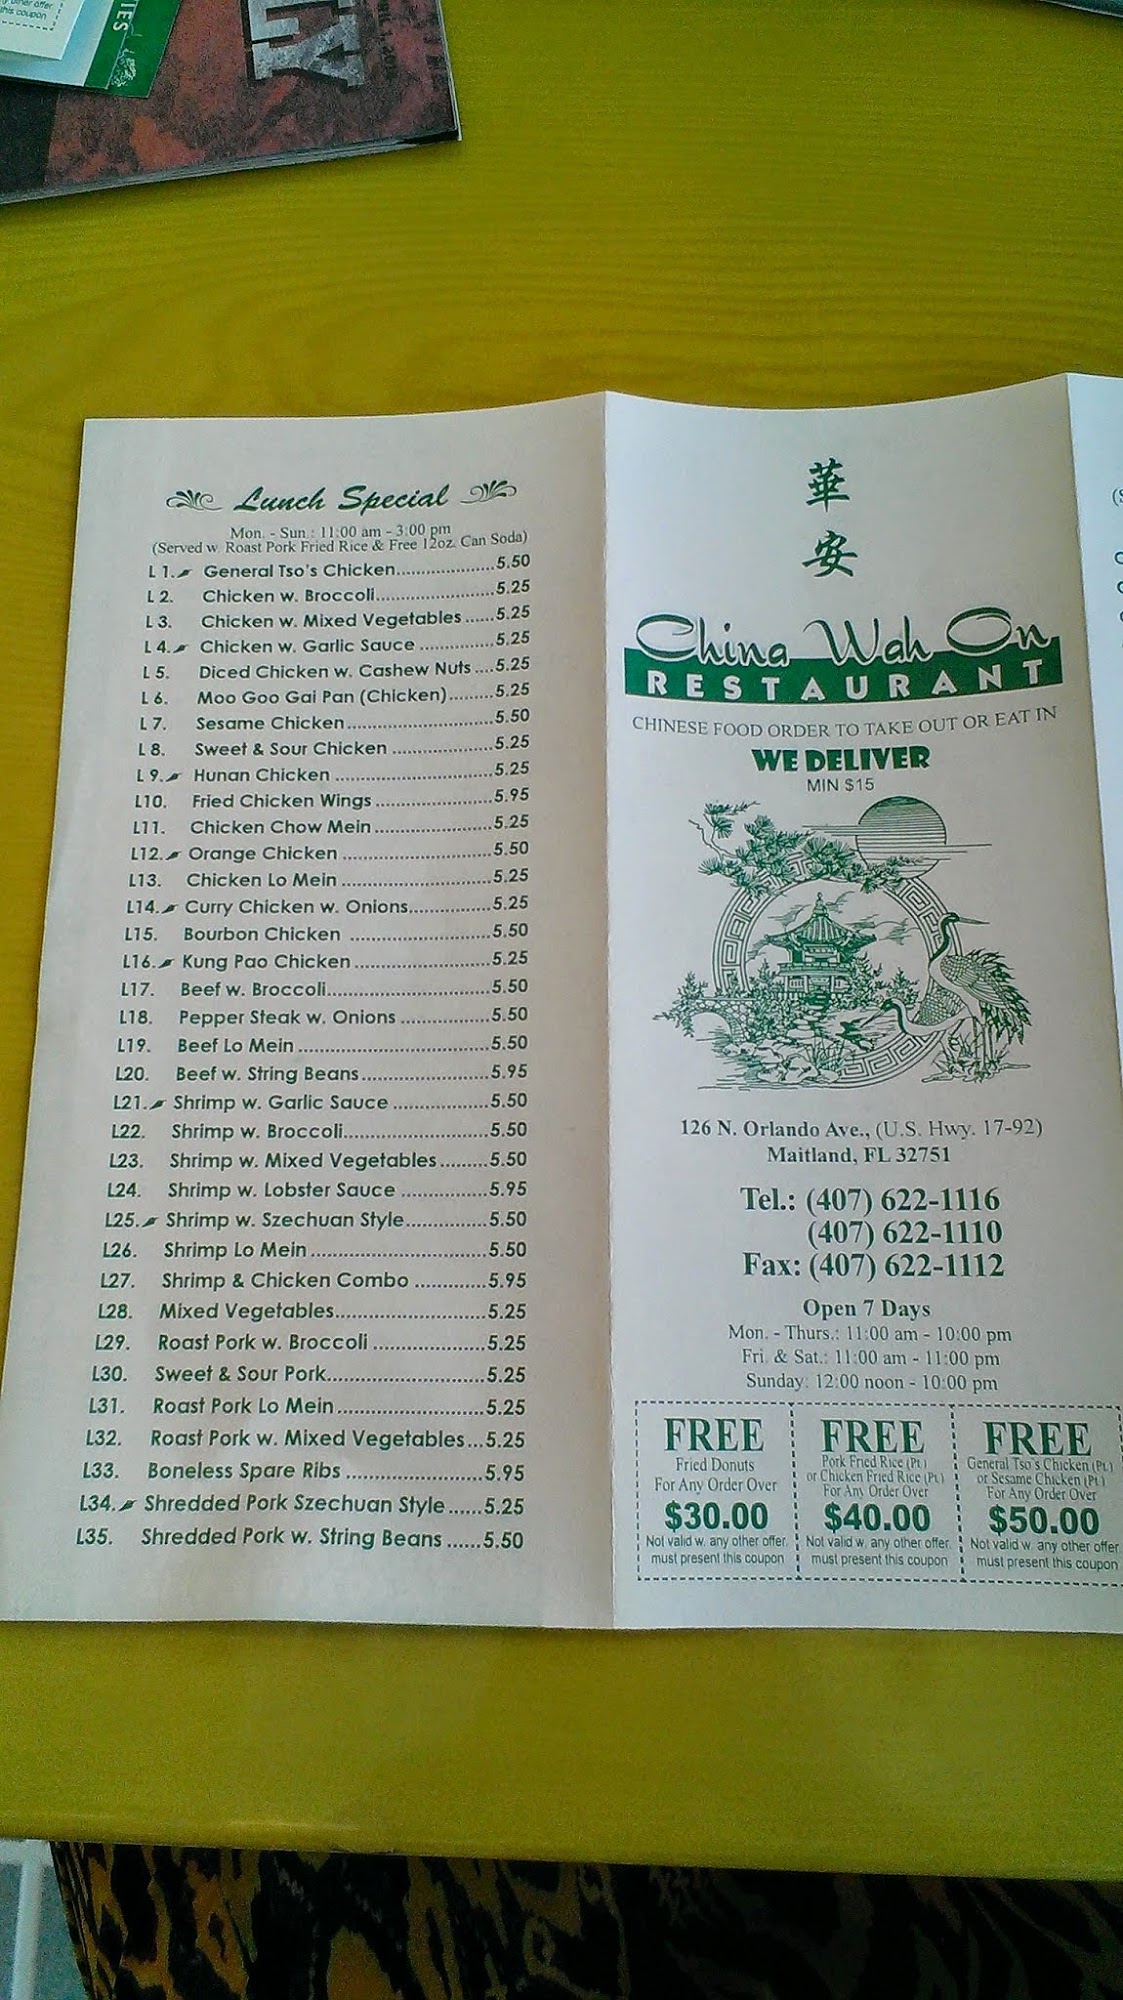 y other offer
this coupon
TIES
Lunch Special
Mon. - Sun.: 11:00 am - 3:00 pm
(Served w. Roast Pork Fried Rice & Free 12oz. Can Soda)
L 1. General Tso's Chicken..................5.50
L 2. Chicken w. Broccoli.....................5.25
L 3. Chicken w. Mixed Vegetables ......5.25
L 4. Chicken w. Garlic Sauce .............5.25
L 5. Diced Chicken w. Cashew Nuts ....5.25
L 6. Moo Goo Gai Pan (Chicken)........5.25
L 7. Sesame Chicken..........................5.50
L 8. Sweet & Sour Chicken ..................5.25
L 9. Hunan Chicken ............................5.25
L10. Fried Chicken Wings .....................5.95
L11. Chicken Chow Mein .....................5.25
L12. Orange Chicken ..........................5.50
L13. Chicken Lo Mein ..........................5.25
L14. Curry Chicken w. Onions..............5.25
L15. Bourbon Chicken ........................5.50
L16. Kung Pao Chicken .......................5.25
L17. Beef w. Broccoli............................5.50
L18. Pepper Steak w. Onions ...............5.50
L19. Beef Lo Mein ................................5.50
L20. Beef w. String Beans.....................5.95
L21. Shrimp w. Garlic Sauce ................5.50
L22. Shrimp w. Broccoli........................5.50
L23. Shrimp w. Mixed Vegetables.........5.50
L24. Shrimp w. Lobster Sauce ..............5.95
L25. Shrimp w. Szechuan Style..............5.50
L26. Shrimp Lo Mein ............................5.50
L27. Shrimp & Chicken Combo ............5.95
L28. Mixed Vegetables.........................5.25
L29. Roast Pork w. Broccoli ...................5.25
L30. Sweet & Sour Pork..........................5.25
L31. Roast Pork Lo Mein .......................5.25
L32. Roast Pork w. Mixed Vegetables...5.25
L33. Boneless Spare Ribs ......................5.95
L34. Shredded Pork Szechuan Style ......5.25
L35. Shredded Pork w. String Beans ......5.50
華
安
China Wah On
RESTAURANT
CHINESE FOOD ORDER TO TAKE OUT OR EAT IN
WE DELIVER
MIN $15
126 N. Orlando Ave., (U.S. Hwy. 17-92)
Maitland, FL 32751
Tel.: (407) 622-1116
(407) 622-1110
Fax: (407) 622-1112
Open 7 Days
Mon. - Thurs.: 11:00 am - 10:00 pm
Fri. & Sat.: 11:00 am - 11:00 pm
Sunday: 12:00 noon - 10:00 pm
FREE
Fried Donuts
For Any Order Over
$30.00
Not valid w. any other offer
must present this coupon
FREE
Pork Fried Rice (Pt.)
or Chicken Fried Rice (Pt.)
For Any Order Over
$40.00
Not valid w. any other offer
must present this coupon
FREE
General Tso's Chicken (Pt.)
or Sesame Chicken (Pt.)
For Any Order Over
$50.00
Not valid w. any other offer
must present this coupon